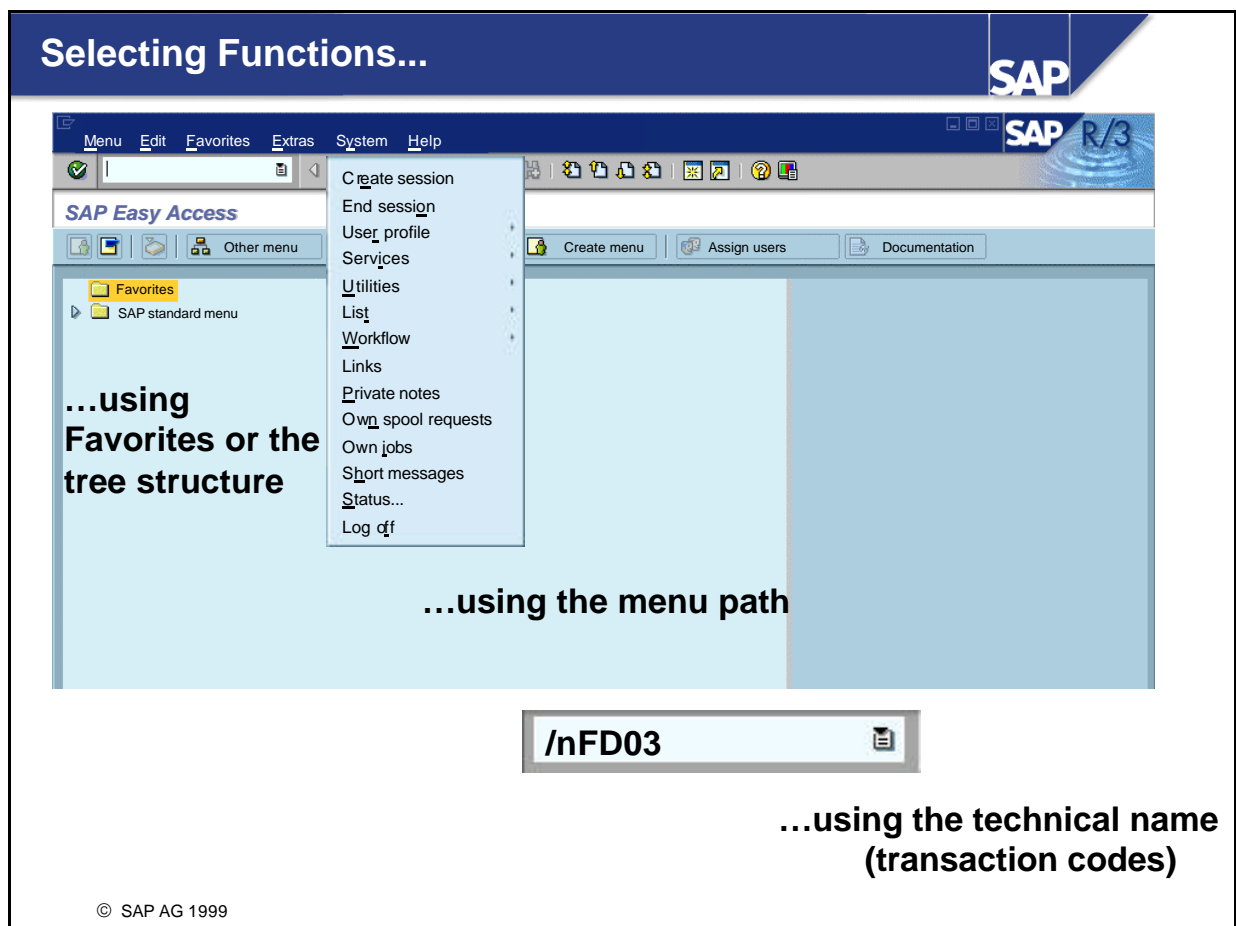 Selecting Functions...
SAP
Menu Edit Favorites Extras System Help
SAP R/3
SAP Easy Access
Other menu
Create menu
Assign users
Documentation
Favorites
SAP standard menu
Create session
End session
User profile
Services
Utilities
List
Workflow
Links
Private notes
Own spool requests
Own jobs
Short messages
Status...
Log off
…using
Favorites or the
tree structure
…using the menu path
/nFD03
…using the technical name
(transaction codes)
© SAP AG 1999